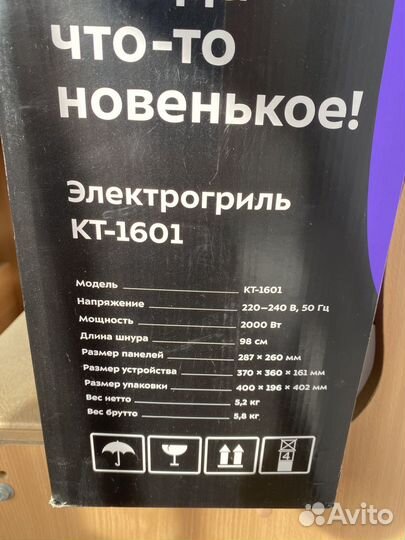 что-то
новенькое!
Электрогриль
КТ-1601
Модель КТ-1601
Напряжение 220–240 В, 50 Гц
Мощность 2000 Вт
Длина шнура 98 см
Размер панелей 287 × 260 мм
Размер устройства 370 × 360 × 161 мм
Размер упаковки 400 × 196 × 402 мм
Вес нетто 5,2 кг
Вес брутто 5,8 кг
4
Avito